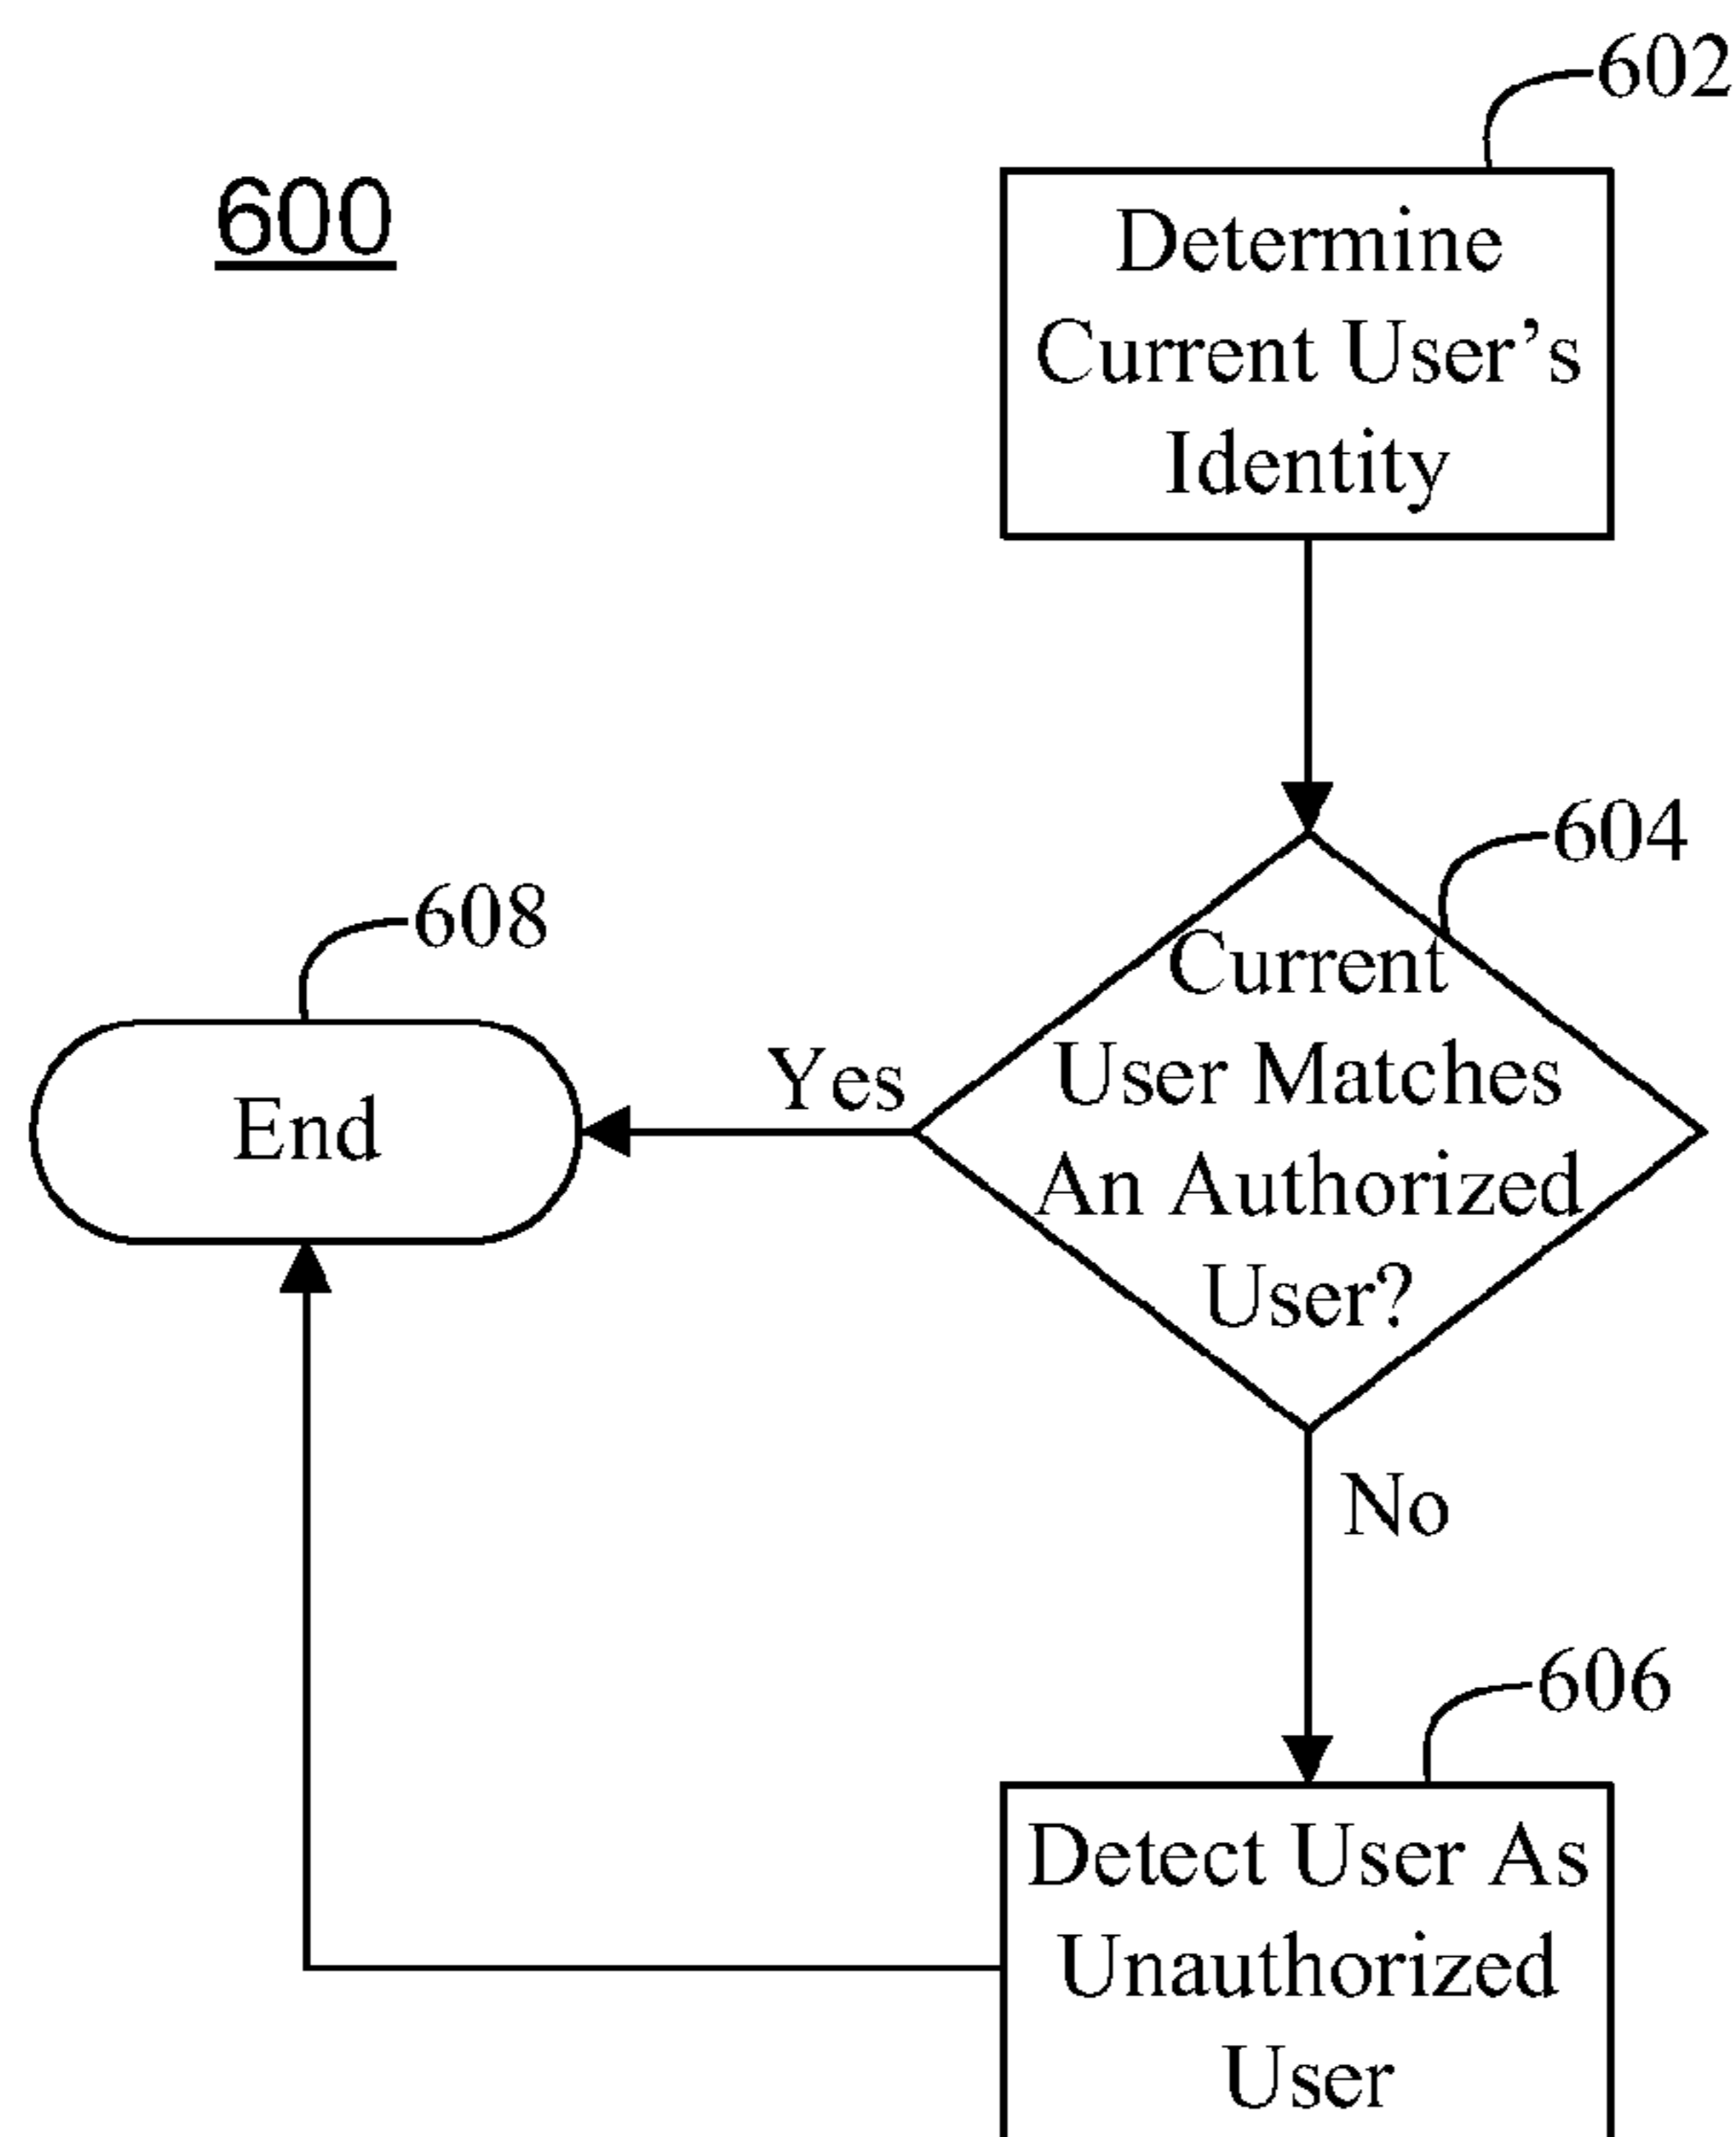 602
600
Determine
Current User’s
Identity
604
Current
User Matches
An Authorized
User?
608
End
Yes
No
606
Detect User As
Unauthorized
User